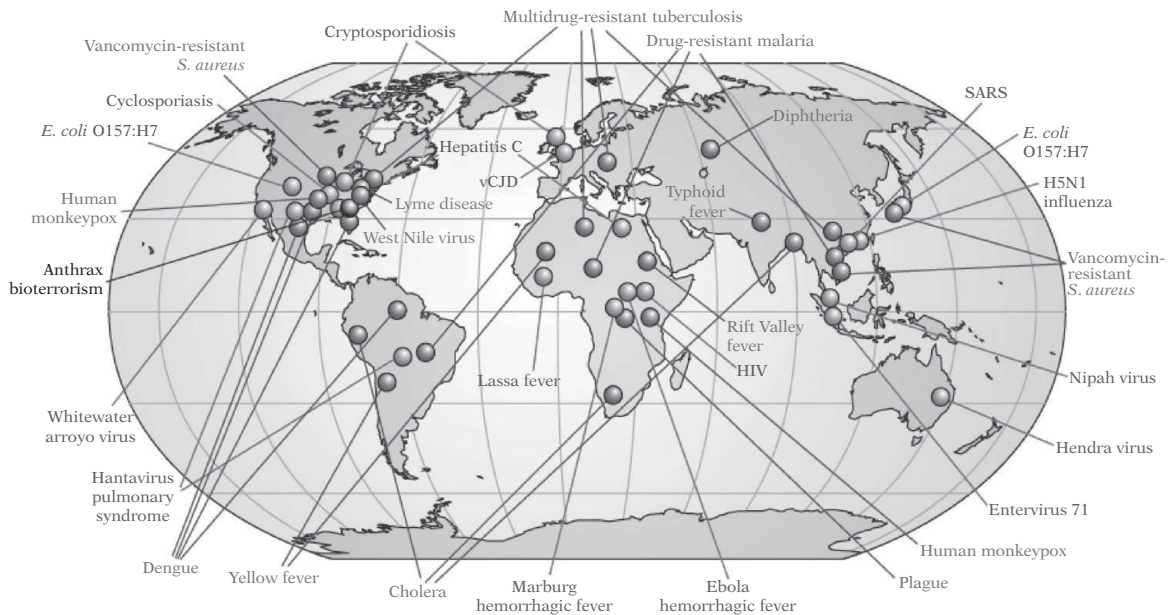 Multidrug-resistant tuberculosis
Cryptosporidiosis
Drug-resistant malaria
Vancomycin-resistant
S. aureus
SARS
Cyclosporiasis
Diphtheria
E. coli O157:H7
E. coli
O157:H7
Hepatitis C
vCJD
H5N1
influenza
Typhoid
fever
Human
monkeypox
Lyme disease
West Nile virus
Anthrax
bioterrorism
Vancomycin-
resistant
S. aureus
Rift Valley
fever
HIV
Lassa fever
Nipah virus
Whitewater
arroyo virus
Hendra virus
Hantavirus
pulmonary
syndrome
Entervirus 71
Dengue
Yellow fever
Cholera
Marburg
hemorrhagic fever
Ebola
hemorrhagic fever
Plague
Human monkeypox